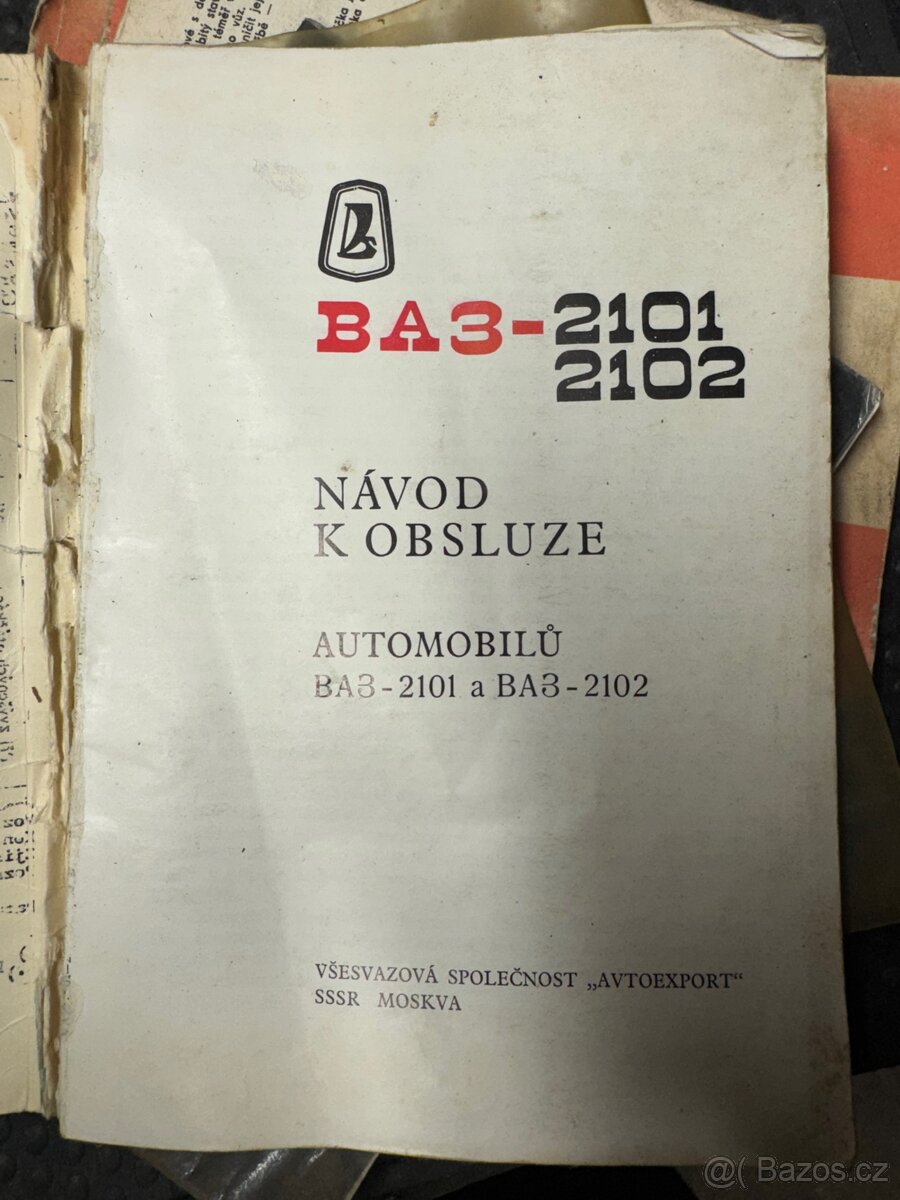 ВАЗ-2101
2102
NÁVOD
K OBSLUZE
AUTOMOBILŮ
ВАЗ-2101 a ВАЗ-2102
VŠESVAZOVÁ SPOLEČNOST „AVTOEXPORT“
SSSR MOSKVA
@( Bazos.cz